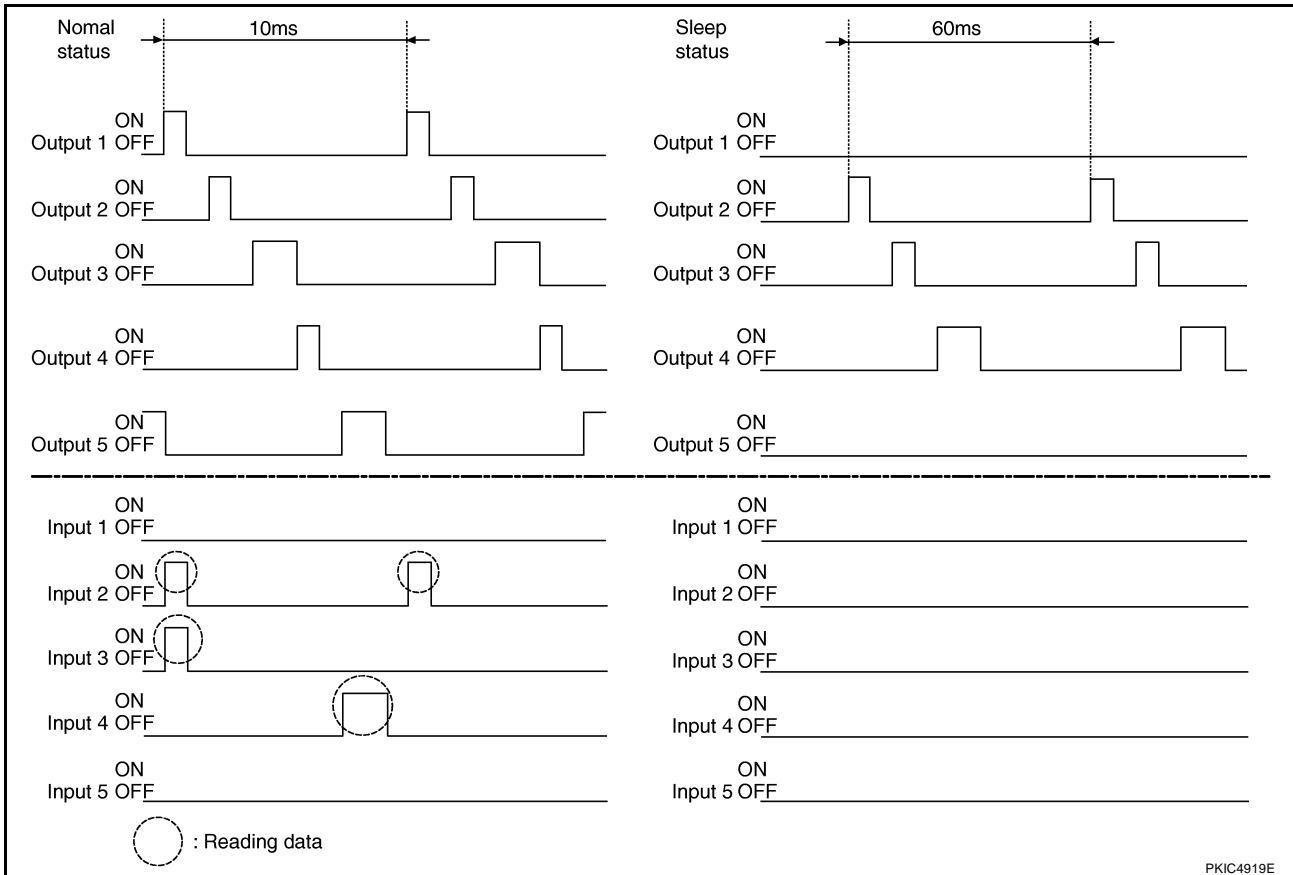 Nomal
status
10ms
Sleep
status
60ms
ON
Output 1 OFF
ON
Output 1 OFF
ON
Output 2 OFF
ON
Output 2 OFF
ON
Output 3 OFF
ON
Output 3 OFF
ON
Output 4 OFF
ON
Output 4 OFF
ON
Output 5 OFF
ON
Output 5 OFF
ON
Input 1 OFF
ON
Input 1 OFF
ON
Input 2 OFF
ON
Input 2 OFF
ON
Input 3 OFF
ON
Input 3 OFF
ON
Input 4 OFF
ON
Input 4 OFF
ON
Input 5 OFF
ON
Input 5 OFF
: Reading data
PKIC4919E